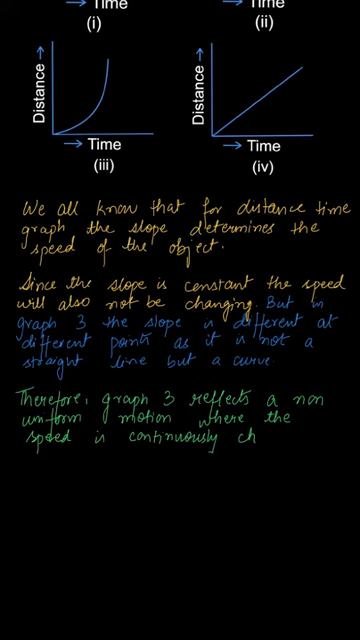 → Time
→ Time
(i)
(ii)
Distance →
Distance →
→ Time
→ Time
(iii)
(iv)
We all know that for distance time
graph the slope determines the
speed of the object.
Since the slope is constant the speed
will also not be changing. But in
graph 3 the slope is different at
different points as it is not a
straight line but a curve.
Therefore, graph 3 reflects a non
uniform motion where the
speed is continuously ch